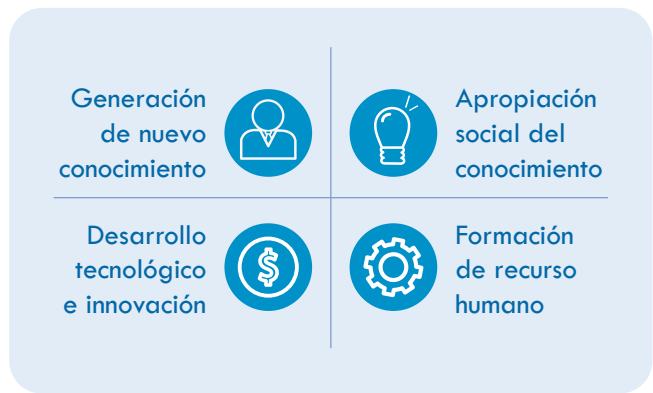 Generación
de nuevo
conocimiento
Apropiación
social del
conocimiento
Desarrollo
tecnológico
e innovación
$
Formación
de recurso
humano